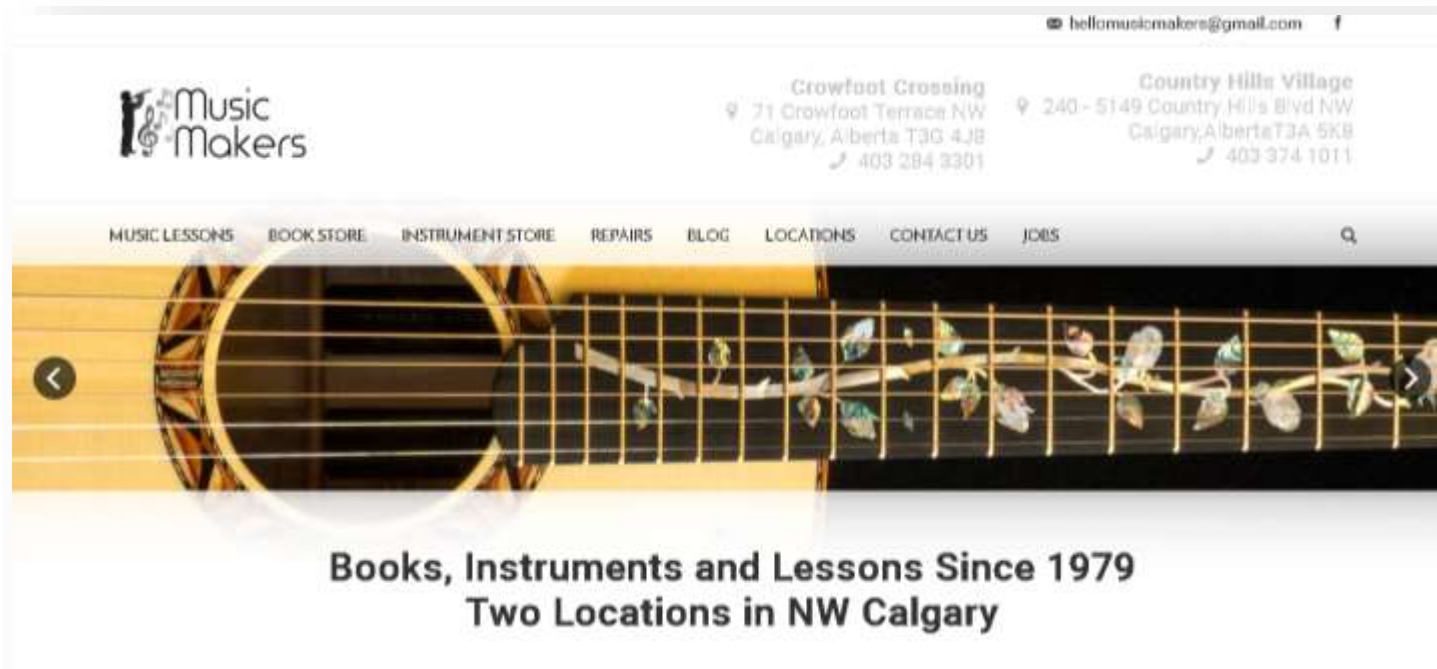 hellomusicmakers@gmail.com f
Music
Makers
Crowfoot Crossing
71 Crowfoot Terrace NW
Calgary, Alberta T3G 4J8
403 284 3301
Country Hills Village
240 - 5149 Country Hills Blvd NW
Calgary,AlbertaT3A 5K8
403 374 1011
MUSIC LESSONS BOOK STORE INSTRUMENT STORE REPAIRS BLOG LOCATIONS CONTACT US JOBS
Books, Instruments and Lessons Since 1979
Two Locations in NW Calgary